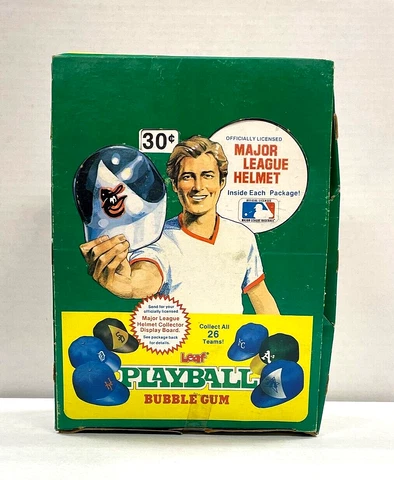 30¢
OFFICIALLY LICENSED
MAJOR
LEAGUE
HELMET
Inside Each Package!
Send for your
officially licensed
Major League
Helmet Collector
Display Board.
See package back
for details.
Collect All
26
Teams!
KC
A's
D
Leaf
PLAYBALL
BUBBLE GUM